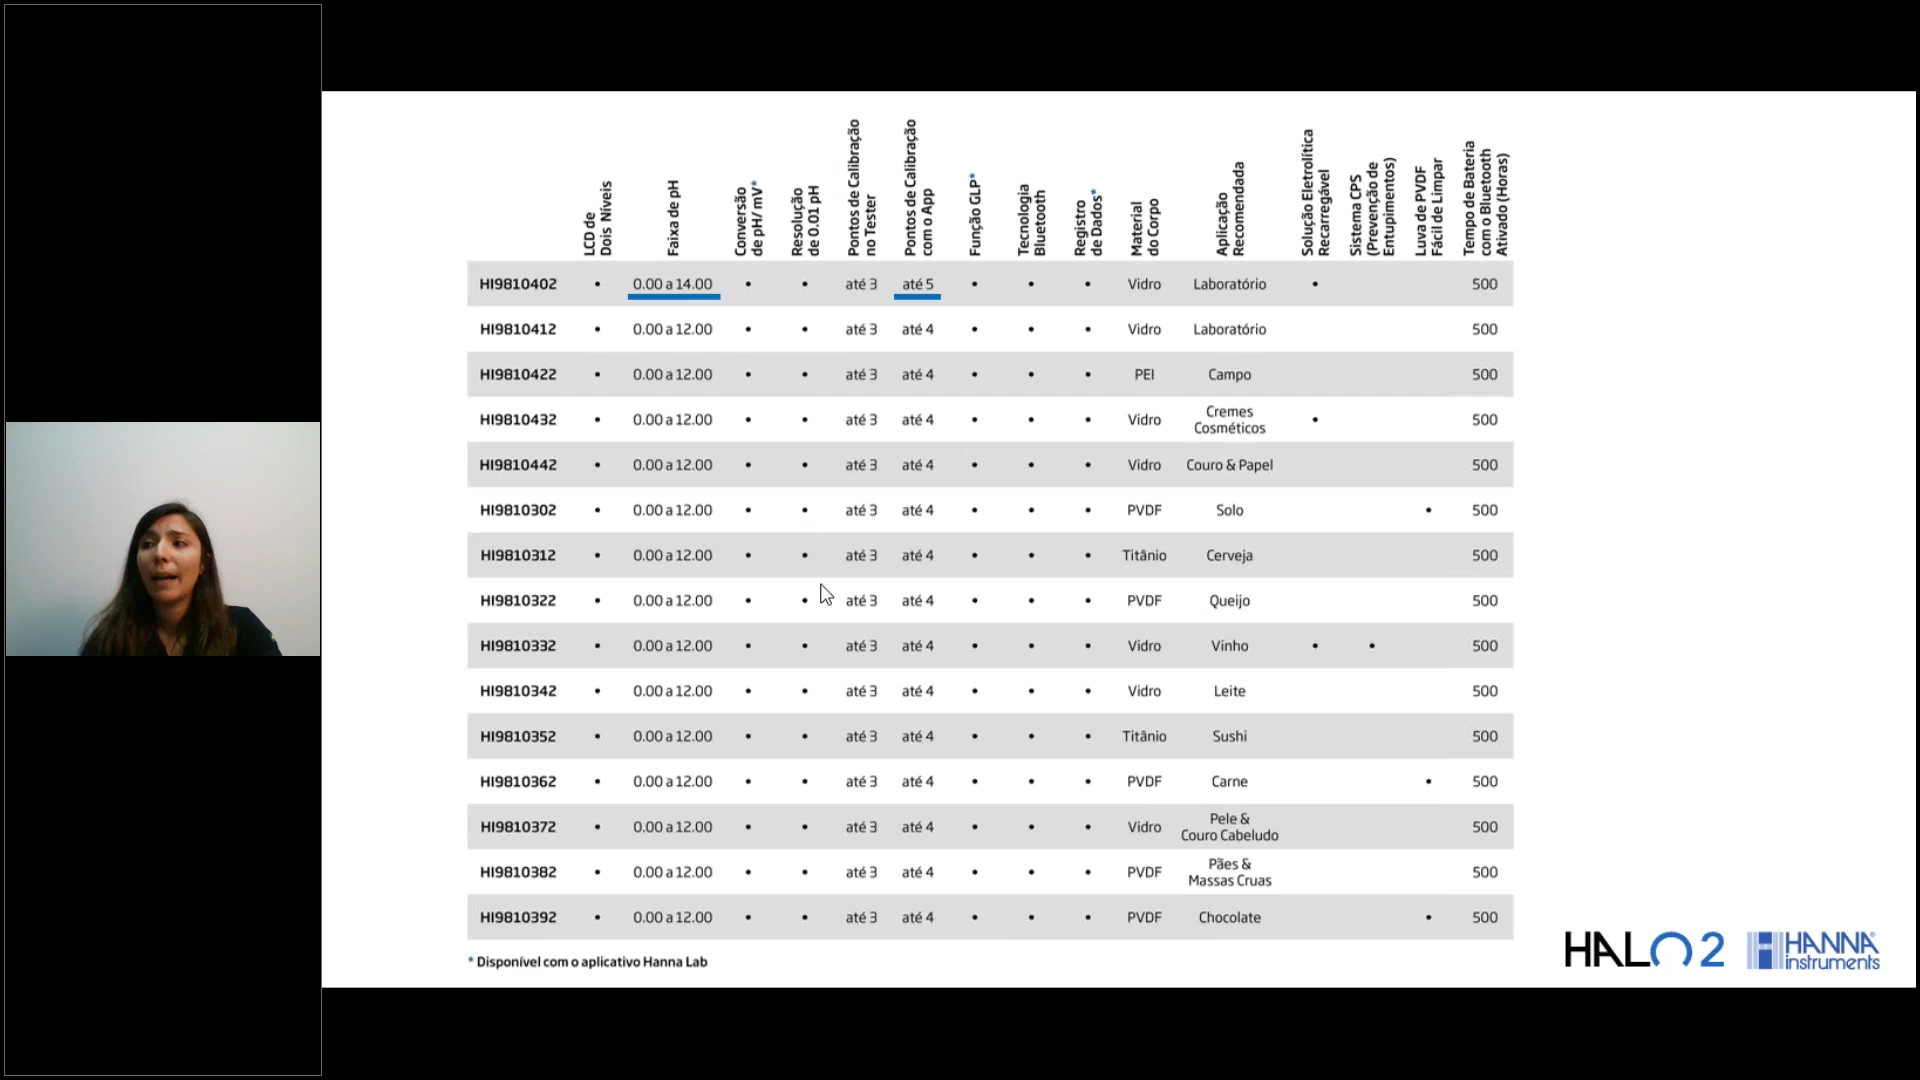 LCD de
Dois Níveis
Faixa de pH
Conversão
de pH/ mV*
Resolução
de 0.01 pH
Pontos de Calibração
no Tester
Pontos de Calibração
com o App
Função GLP*
Tecnologia
Bluetooth
Registro
de Dados*
Material
do Corpo
Aplicação
Recomendada
Solução Eletrolítica
Recarregável
Sistema CPS
(Prevenção de
Entupimentos)
Luva de PVDF
Fácil de Limpar
Tempo de Bateria
com o Bluetooth
Ativado (Horas)
HI9810402 • 0.00 a 14.00 • • até 3 até 5 • • • Vidro Laboratório • 500
HI9810412 • 0.00 a 12.00 • • até 3 até 4 • • • Vidro Laboratório 500
HI9810422 • 0.00 a 12.00 • • até 3 até 4 • • • PEI Campo 500
HI9810432 • 0.00 a 12.00 • • até 3 até 4 • • • Vidro Cremes
Cosméticos • 500
HI9810442 • 0.00 a 12.00 • • até 3 até 4 • • • Vidro Couro & Papel 500
HI9810302 • 0.00 a 12.00 • • até 3 até 4 • • • PVDF Solo • 500
HI9810312 • 0.00 a 12.00 • • até 3 até 4 • • • Titânio Cerveja 500
HI9810322 • 0.00 a 12.00 • • até 3 até 4 • • • PVDF Queijo 500
HI9810332 • 0.00 a 12.00 • • até 3 até 4 • • • Vidro Vinho • • 500
HI9810342 • 0.00 a 12.00 • • até 3 até 4 • • • Vidro Leite 500
HI9810352 • 0.00 a 12.00 • • até 3 até 4 • • • Titânio Sushi 500
HI9810362 • 0.00 a 12.00 • • até 3 até 4 • • • PVDF Carne • 500
HI9810372 • 0.00 a 12.00 • • até 3 até 4 • • • Vidro Pele &
Couro Cabeludo 500
HI9810382 • 0.00 a 12.00 • • até 3 até 4 • • • PVDF Pães &
Massas Cruas 500
HI9810392 • 0.00 a 12.00 • • até 3 até 4 • • • PVDF Chocolate • 500
* Disponível com o aplicativo Hanna Lab
HALO 2
HANNA
instruments